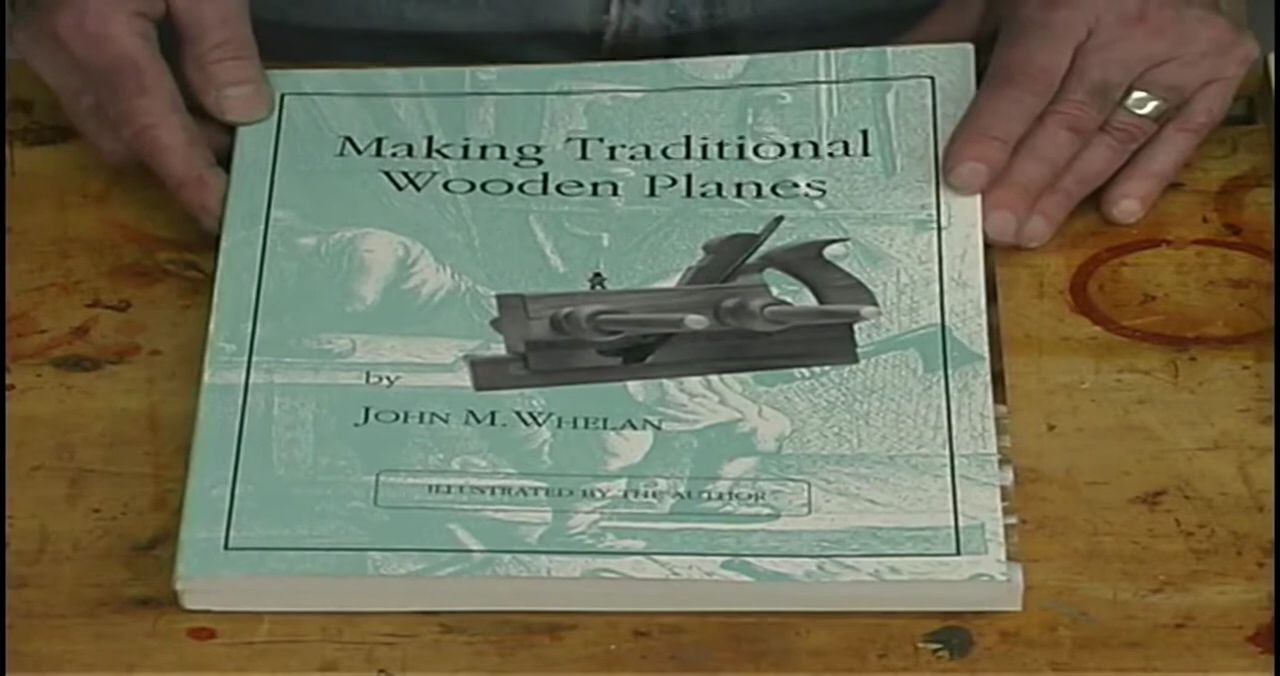 Making Traditional
Wooden Planes
by
JOHN M. WHELAN
ILLUSTRATED BY THE AUTHOR